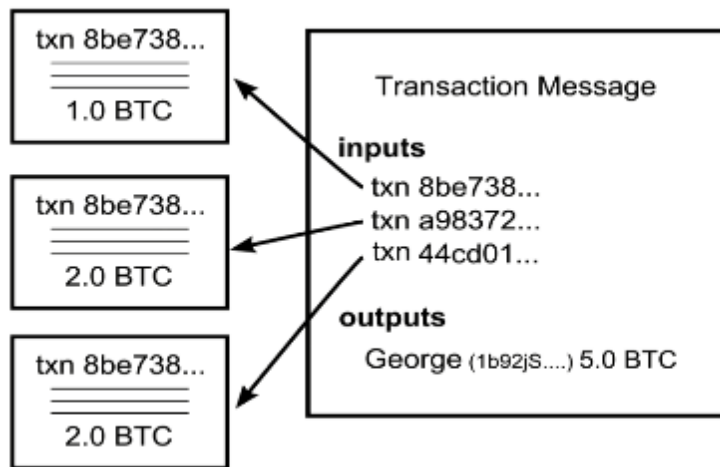 txn 8be738...
1.0 BTC
txn 8be738...
2.0 BTC
txn 8be738...
2.0 BTC
Transaction Message
inputs
txn 8be738...
txn a98372...
txn 44cd01...
outputs
George (1b92jS....) 5.0 BTC